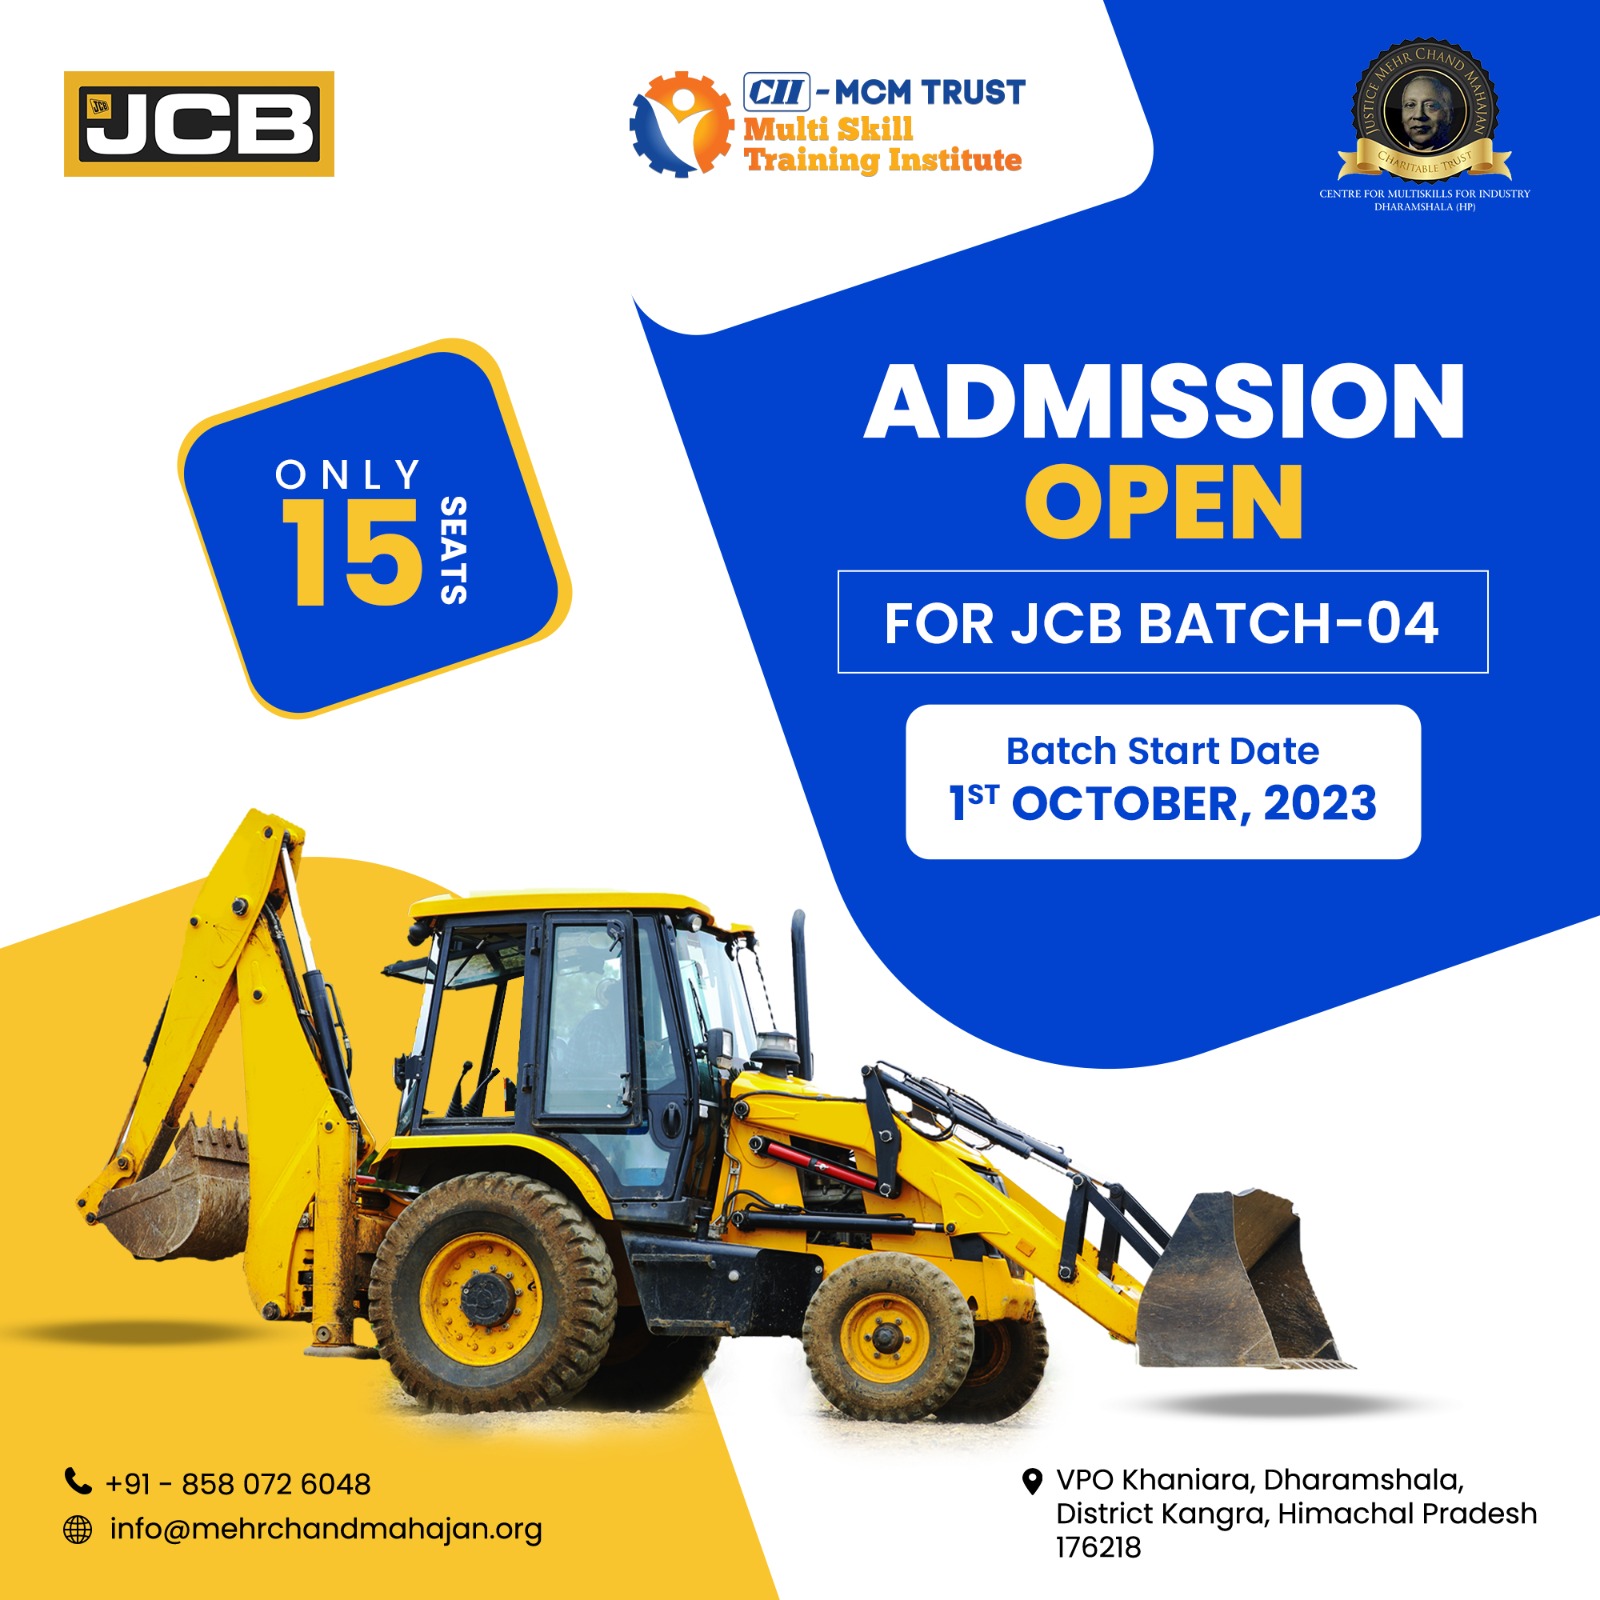 JCB
JCB
CII - MCM TRUST
Multi Skill
Training Institute
JUSTICE MEHR CHAND MAHAJAN
CHARITABLE TRUST
CENTRE FOR MULTISKILLS FOR INDUSTRY
DHARAMSHALA (HP)
ADMISSION
OPEN
FOR JCB BATCH-04
Batch Start Date
1ST OCTOBER, 2023
ONLY
15
SEATS
+91 - 858 072 6048
info@mehrchandmahajan.org
VPO Khaniara, Dharamshala,
District Kangra, Himachal Pradesh
176218